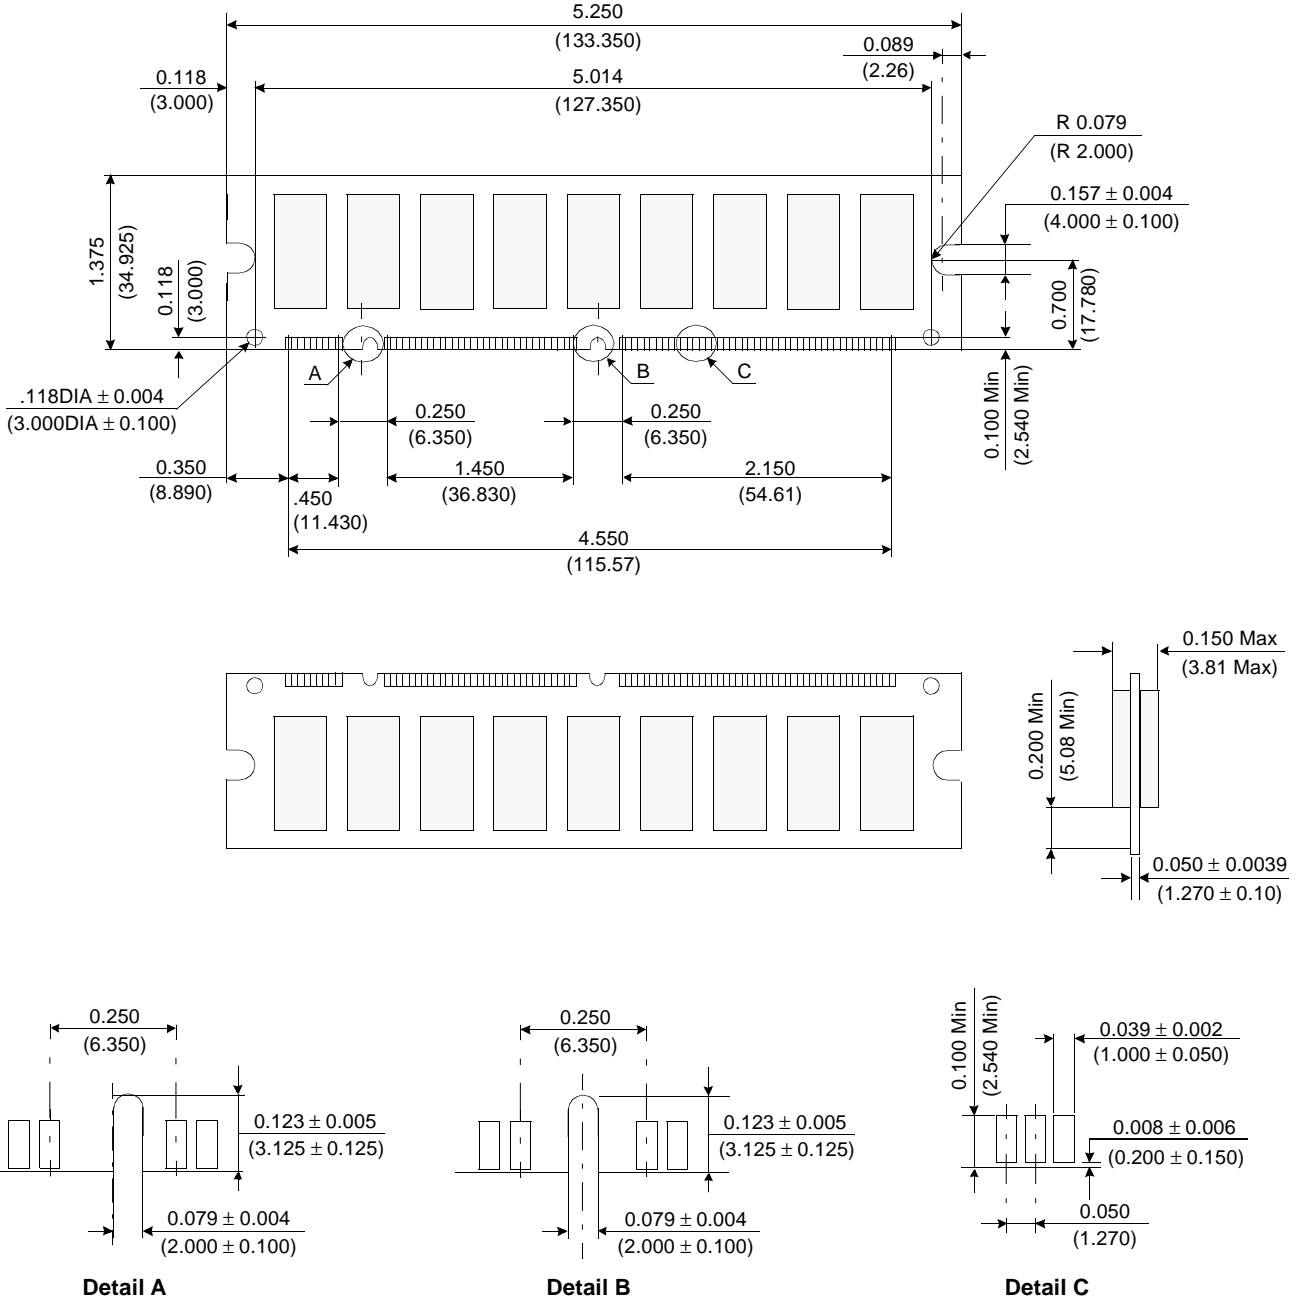 5.250
(133.350)
0.089
(2.26)
0.118
(3.000)
5.014
(127.350)
R 0.079
(R 2.000)
0.157 ± 0.004
(4.000 ± 0.100)
1.375
(34.925)
0.118
(3.000)
0.700
(17.780)
A
B
C
.118DIA ± 0.004
(3.000DIA ± 0.100)
0.250
(6.350)
0.250
(6.350)
0.100 Min
(2.540 Min)
0.350
(8.890)
.450
(11.430)
1.450
(36.830)
2.150
(54.61)
4.550
(115.57)
0.150 Max
(3.81 Max)
0.200 Min
(5.08 Min)
0.050 ± 0.0039
(1.270 ± 0.10)
0.250
(6.350)
0.123 ± 0.005
(3.125 ± 0.125)
0.079 ± 0.004
(2.000 ± 0.100)
Detail A
0.250
(6.350)
0.123 ± 0.005
(3.125 ± 0.125)
0.079 ± 0.004
(2.000 ± 0.100)
Detail B
0.100 Min
(2.540 Min)
0.039 ± 0.002
(1.000 ± 0.050)
0.008 ± 0.006
(0.200 ± 0.150)
0.050
(1.270)
Detail C